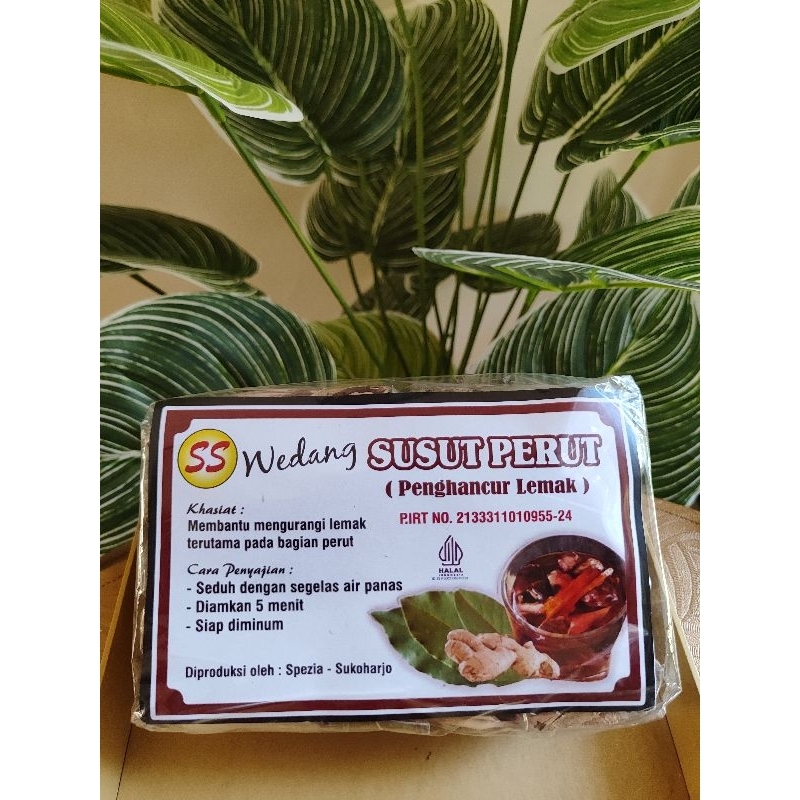 SS Wedang SUSUT PERUT
( Penghancur Lemak )
P.IRT NO. 2133311010955-24
Khasiat :
Membantu mengurangi lemak
terutama pada bagian perut
HALAL
INDONESIA
Cara Penyajian :
- Seduh dengan segelas air panas
- Diamkan 5 menit
- Siap diminum
Diproduksi oleh : Spezia - Sukoharjo